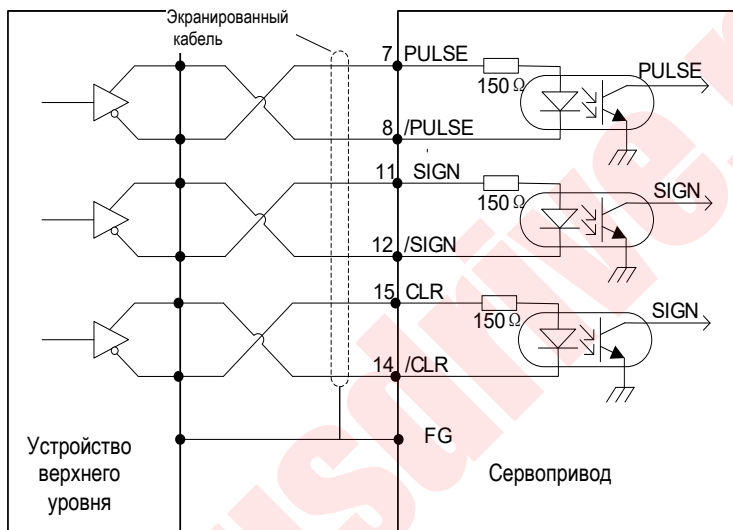 Экранированный
кабель
7 PULSE
150 Ω
PULSE
8 /PULSE
11 SIGN
150 Ω
SIGN
12 /SIGN
15 CLR
150 Ω
SIGN
14 /CLR
FG
Устройство
верхнего
уровня
Сервопривод